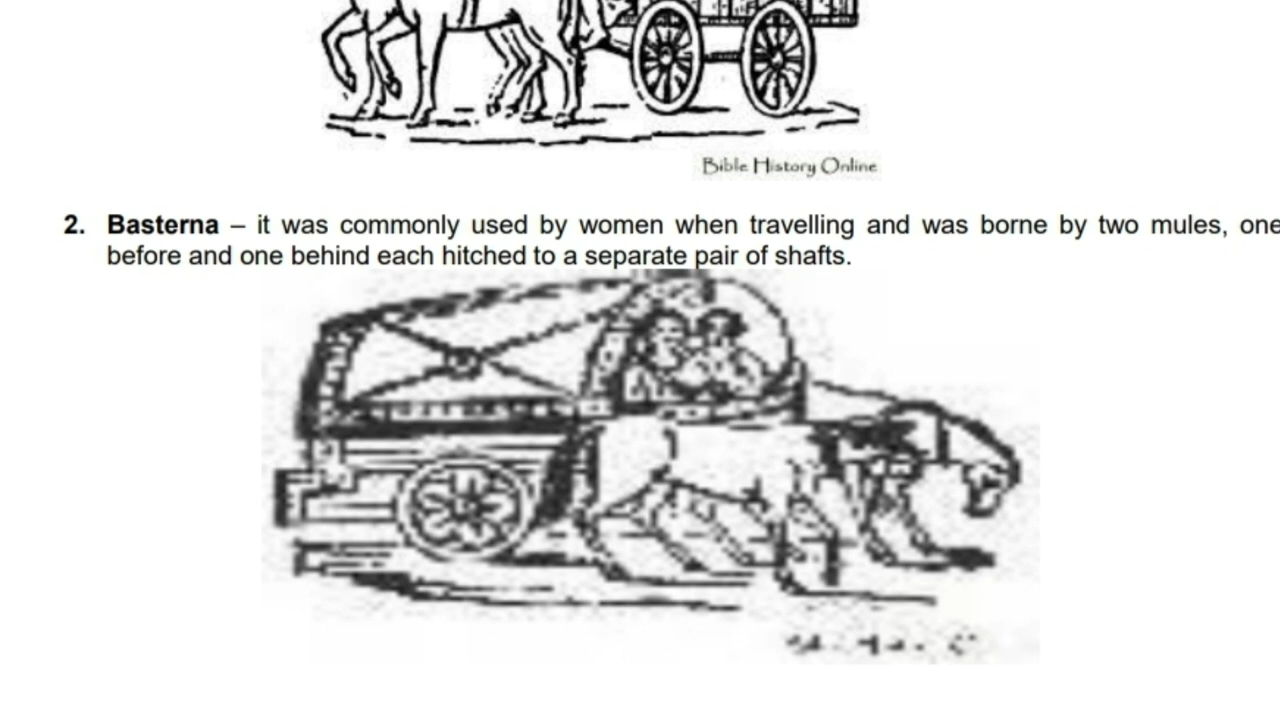 Bible History Online
2. Basterna – it was commonly used by women when travelling and was borne by two mules, one
before and one behind each hitched to a separate pair of shafts.